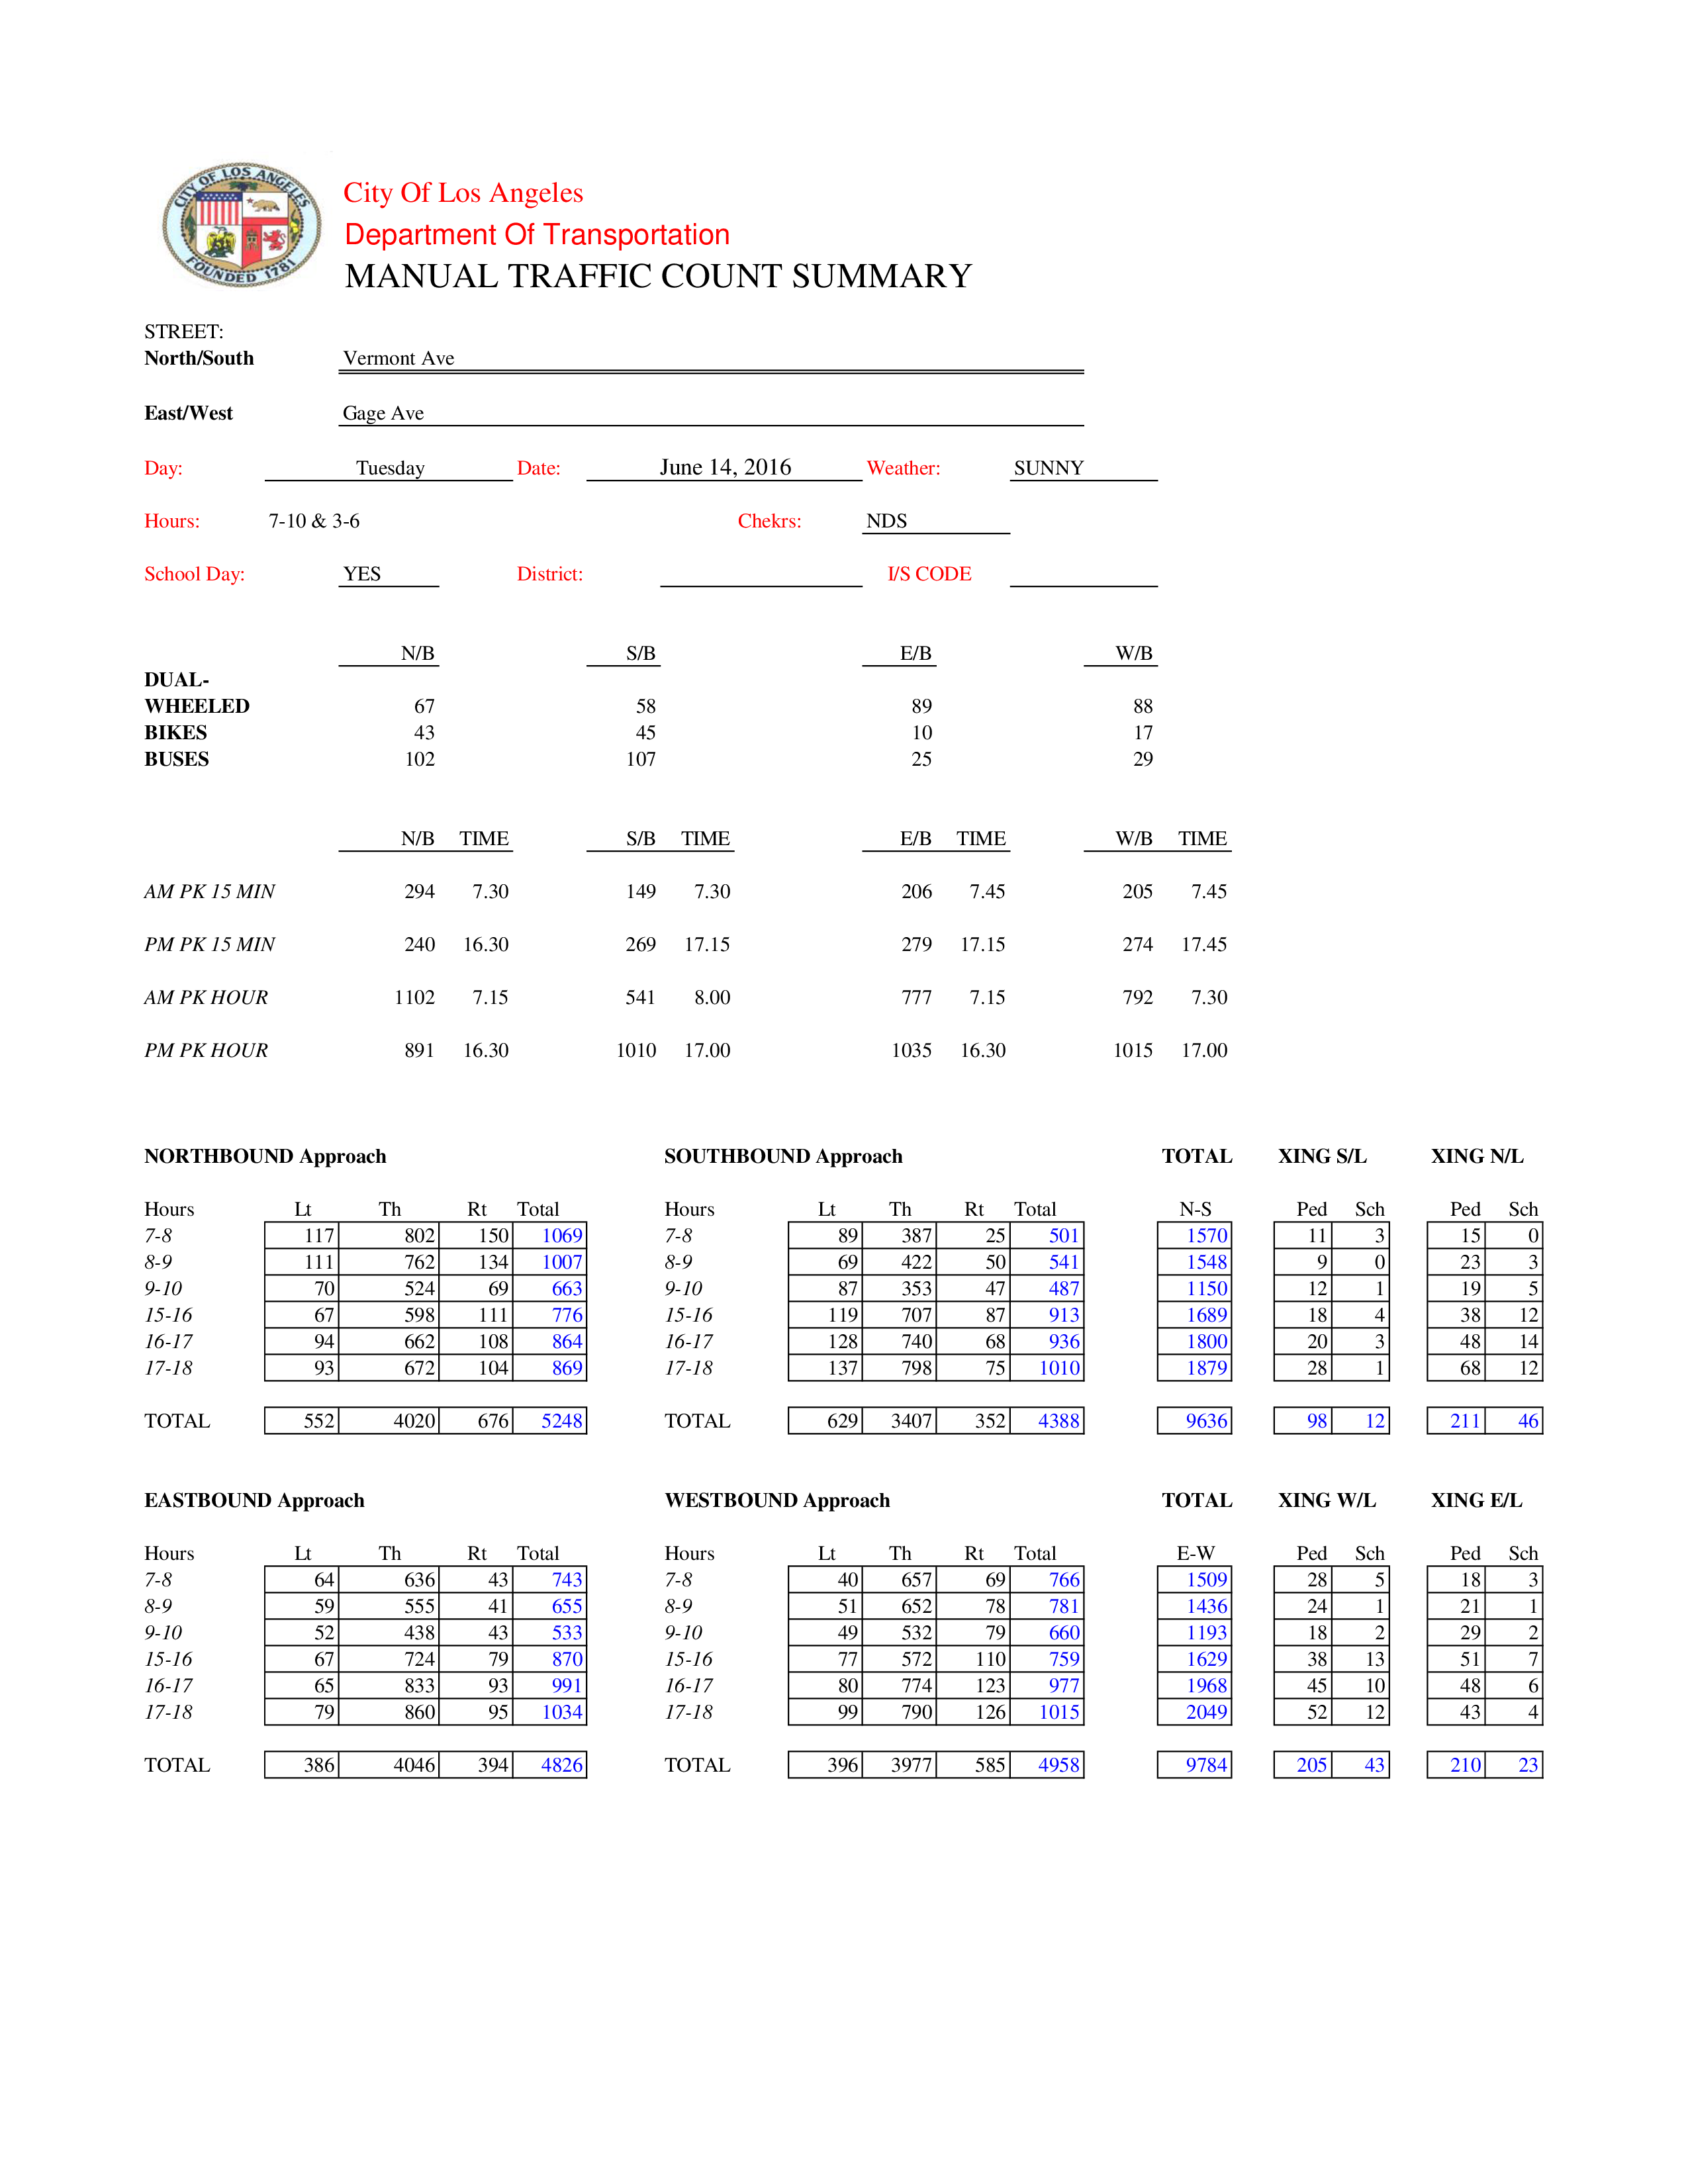 CITY OF LOS ANGELES
FOUNDED 1781
City Of Los Angeles
Department Of Transportation
MANUAL TRAFFIC COUNT SUMMARY
STREET:
North/South Vermont Ave
East/West Gage Ave
Day: Tuesday Date: June 14, 2016 Weather: SUNNY
Hours: 7-10 & 3-6 Chekrs: NDS
School Day: YES District: I/S CODE
N/B S/B E/B W/B
DUAL-
WHEELED 67 58 89 88
BIKES 43 45 10 17
BUSES 102 107 25 29
N/B TIME S/B TIME E/B TIME W/B TIME
AM PK 15 MIN 294 7.30 149 7.30 206 7.45 205 7.45
PM PK 15 MIN 240 16.30 269 17.15 279 17.15 274 17.45
AM PK HOUR 1102 7.15 541 8.00 777 7.15 792 7.30
PM PK HOUR 891 16.30 1010 17.00 1035 16.30 1015 17.00
NORTHBOUND Approach SOUTHBOUND Approach TOTAL XING S/L XING N/L
Hours Lt Th Rt Total Hours Lt Th Rt Total N-S Ped Sch Ped Sch
7-8 117 802 150 1069 7-8 89 387 25 501 1570 11 3 15 0
8-9 111 762 134 1007 8-9 69 422 50 541 1548 9 0 23 3
9-10 70 524 69 663 9-10 87 353 47 487 1150 12 1 19 5
15-16 67 598 111 776 15-16 119 707 87 913 1689 18 4 38 12
16-17 94 662 108 864 16-17 128 740 68 936 1800 20 3 48 14
17-18 93 672 104 869 17-18 137 798 75 1010 1879 28 1 68 12
TOTAL 552 4020 676 5248 TOTAL 629 3407 352 4388 9636 98 12 211 46
EASTBOUND Approach WESTBOUND Approach TOTAL XING W/L XING E/L
Hours Lt Th Rt Total Hours Lt Th Rt Total E-W Ped Sch Ped Sch
7-8 64 636 43 743 7-8 40 657 69 766 1509 28 5 18 3
8-9 59 555 41 655 8-9 51 652 78 781 1436 24 1 21 1
9-10 52 438 43 533 9-10 49 532 79 660 1193 18 2 29 2
15-16 67 724 79 870 15-16 77 572 110 759 1629 38 13 51 7
16-17 65 833 93 991 16-17 80 774 123 977 1968 45 10 48 6
17-18 79 860 95 1034 17-18 99 790 126 1015 2049 52 12 43 4
TOTAL 386 4046 394 4826 TOTAL 396 3977 585 4958 9784 205 43 210 23